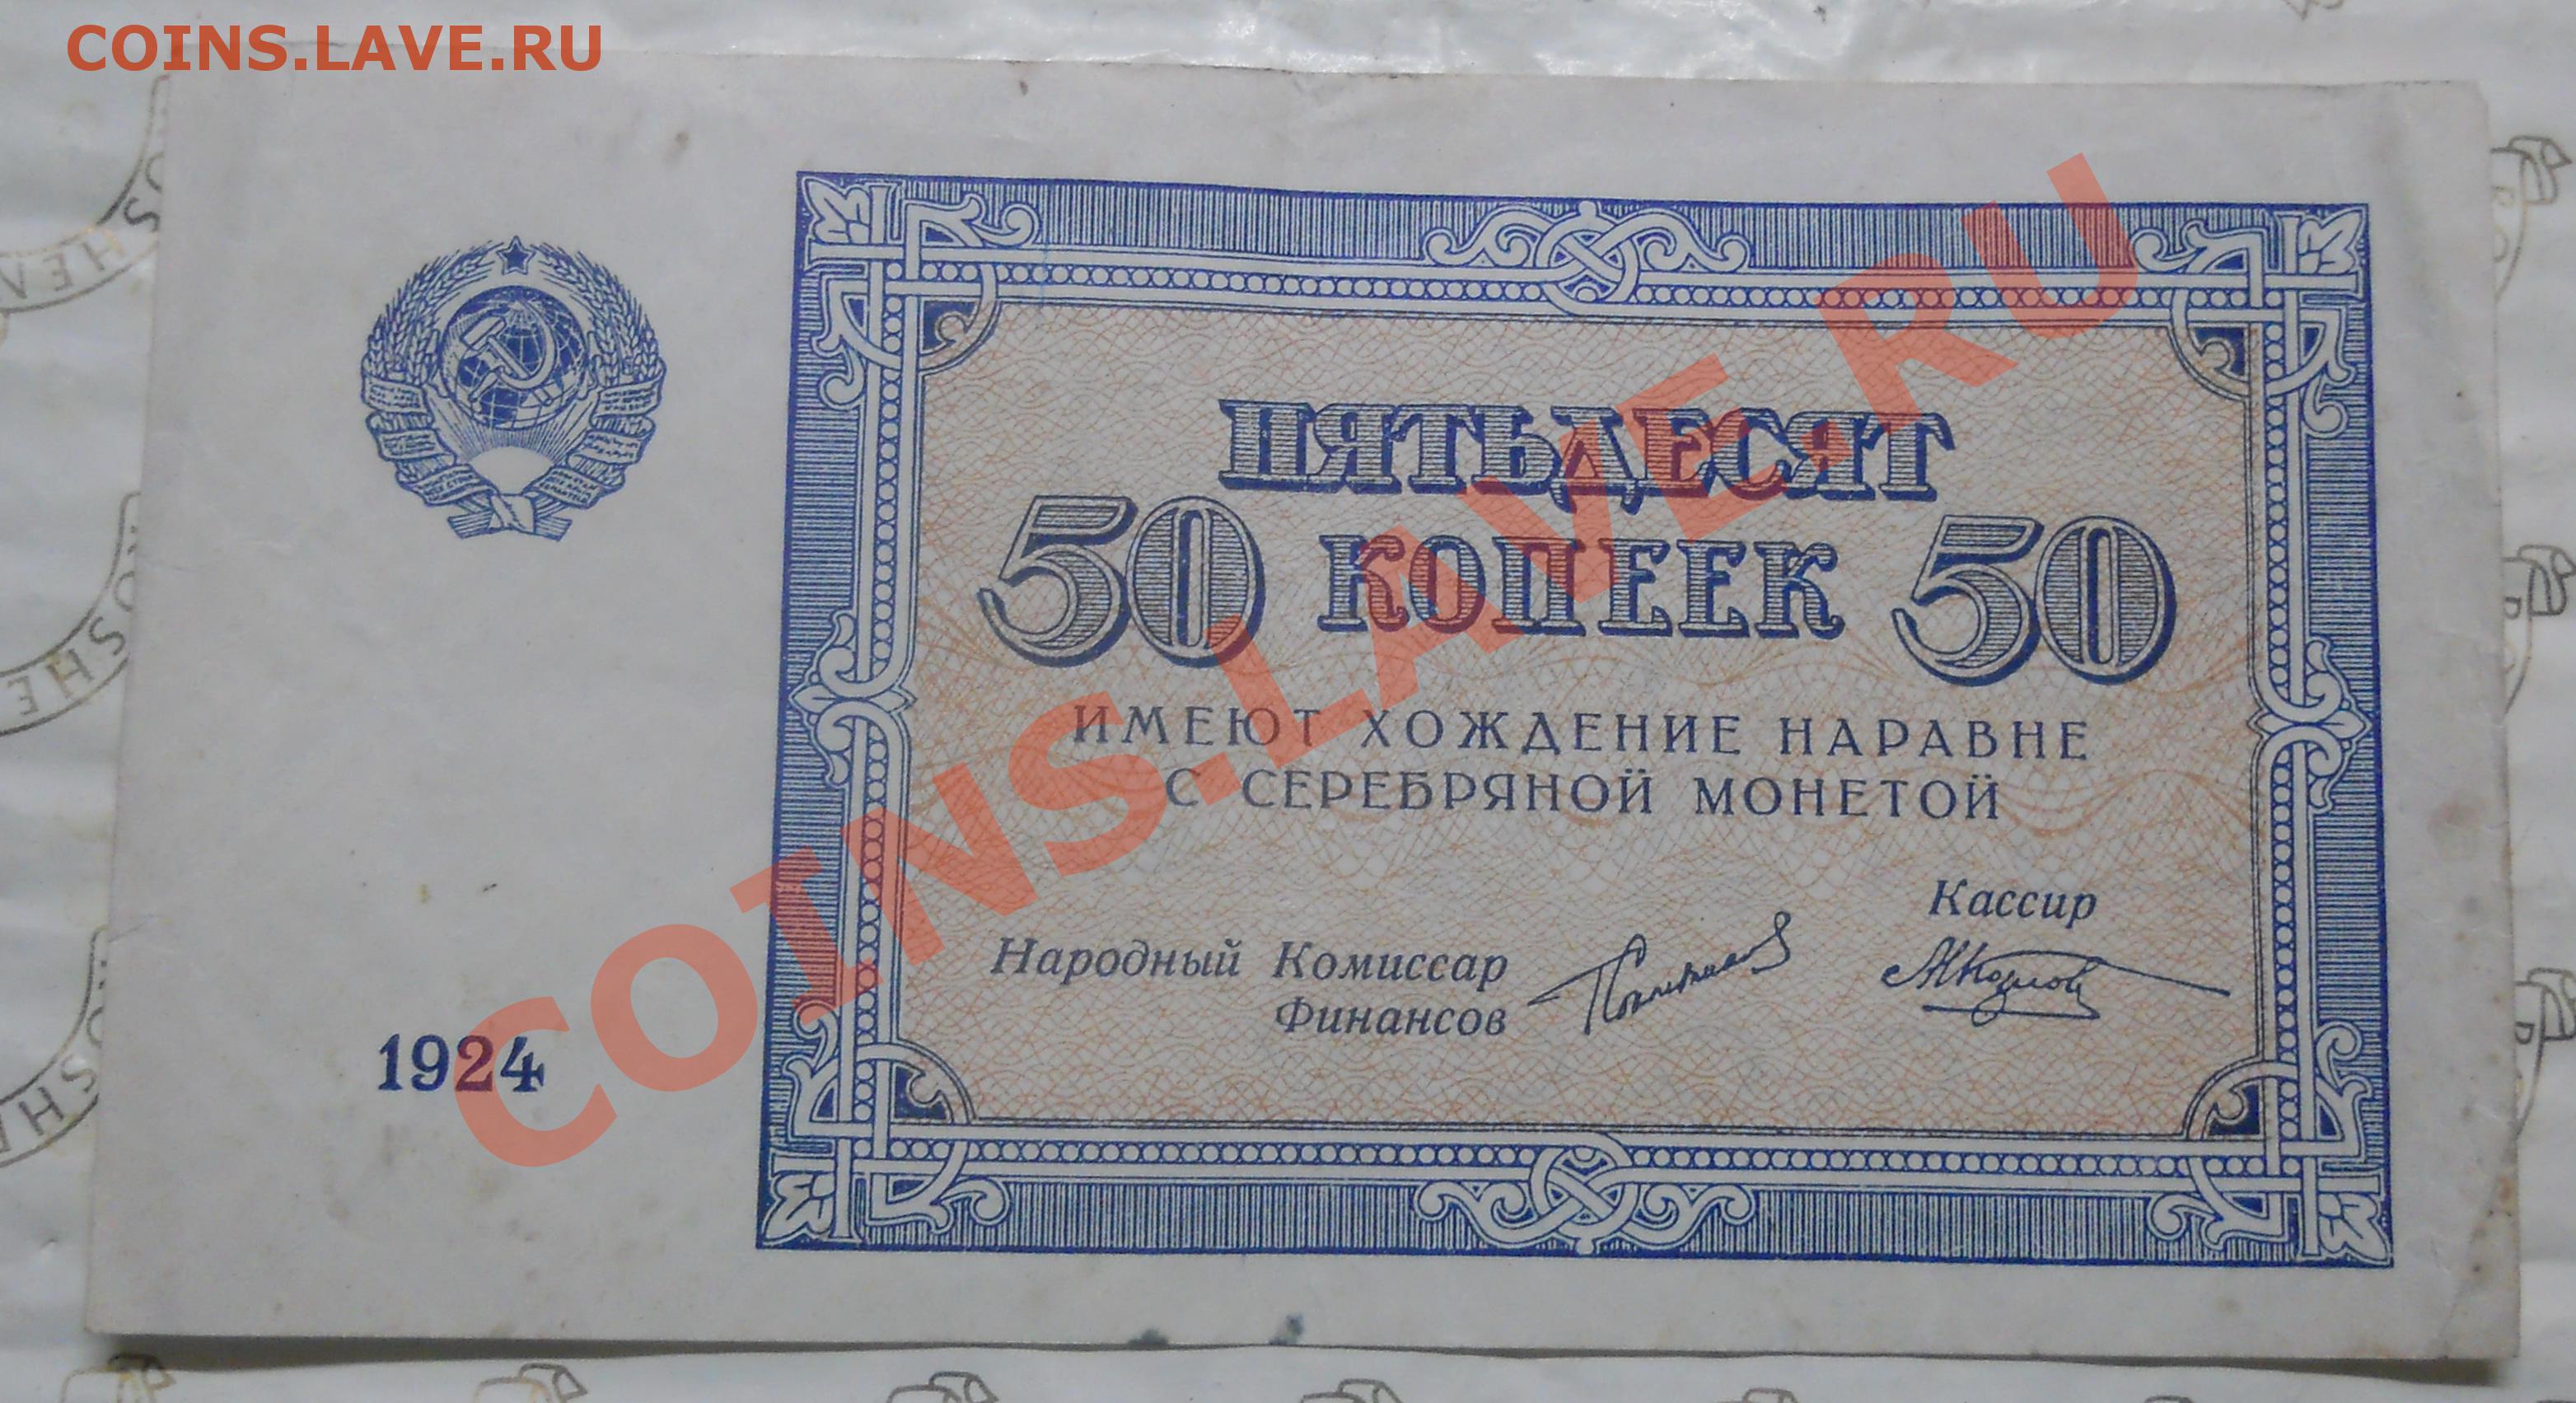 COINS.LAVE.RU
ПЯТЬДЕСЯТ
50 КОПЕЕК 50
ИМЕЮТ ХОЖДЕНИЕ НАРАВНЕ
С СЕРЕБРЯНОЙ МОНЕТОЙ
Кассир
Народный Комиссар
Финансов
1924
COINS.LAVE.RU